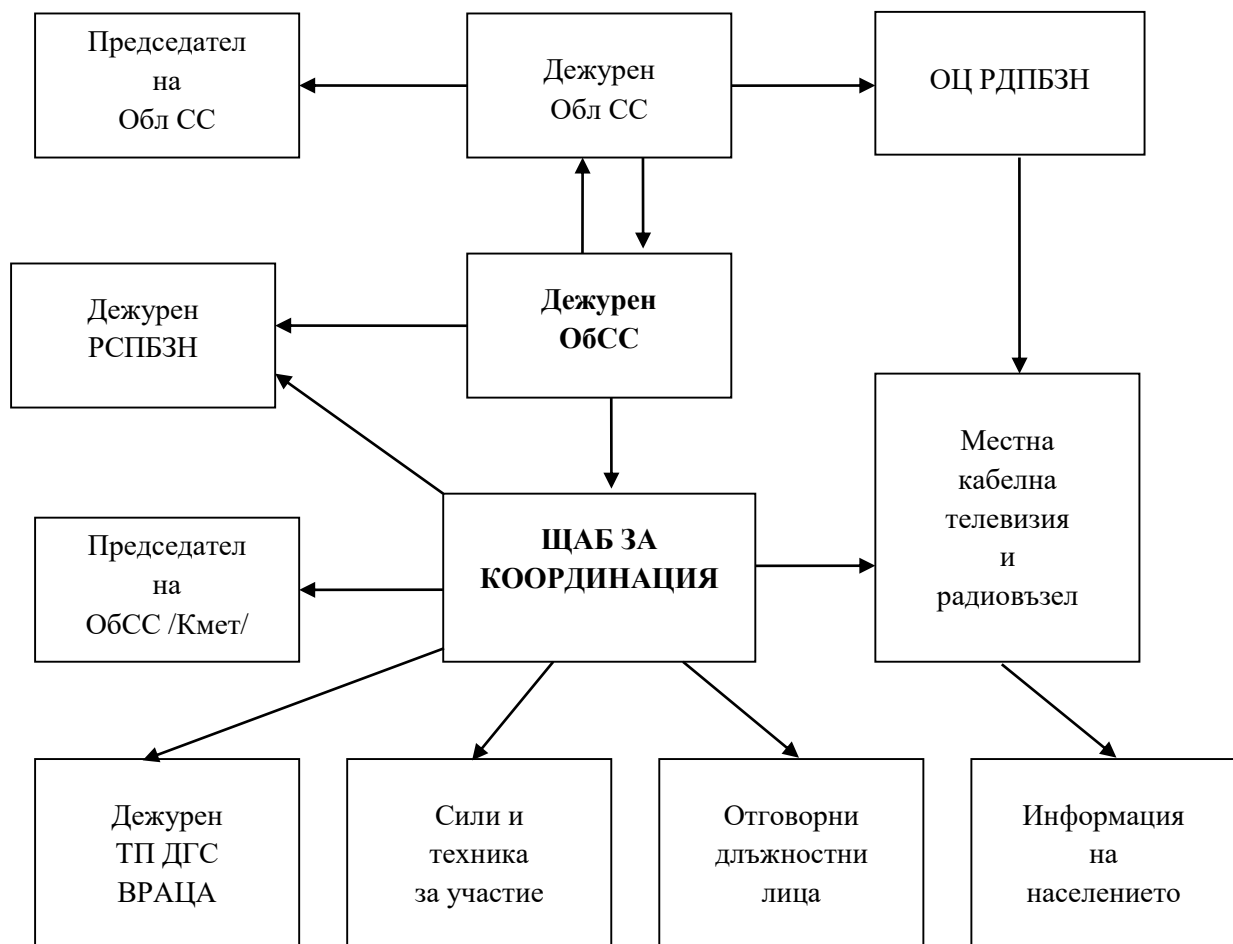 Председател
на
Обл СС
Дежурен
Обл СС
ОЦ РДПБЗН
Дежурен
РСПБЗН
Дежурен
ОбСС
Местна
кабелна
телевизия
и
радиовъзел
Председател
на
ОбСС /Кмет/
ЩАБ ЗА
КООРДИНАЦИЯ
Дежурен
ТП ДГС
ВРАЦА
Сили и
техника
за участие
Отговорни
длъжностни
лица
Информация
на
населението